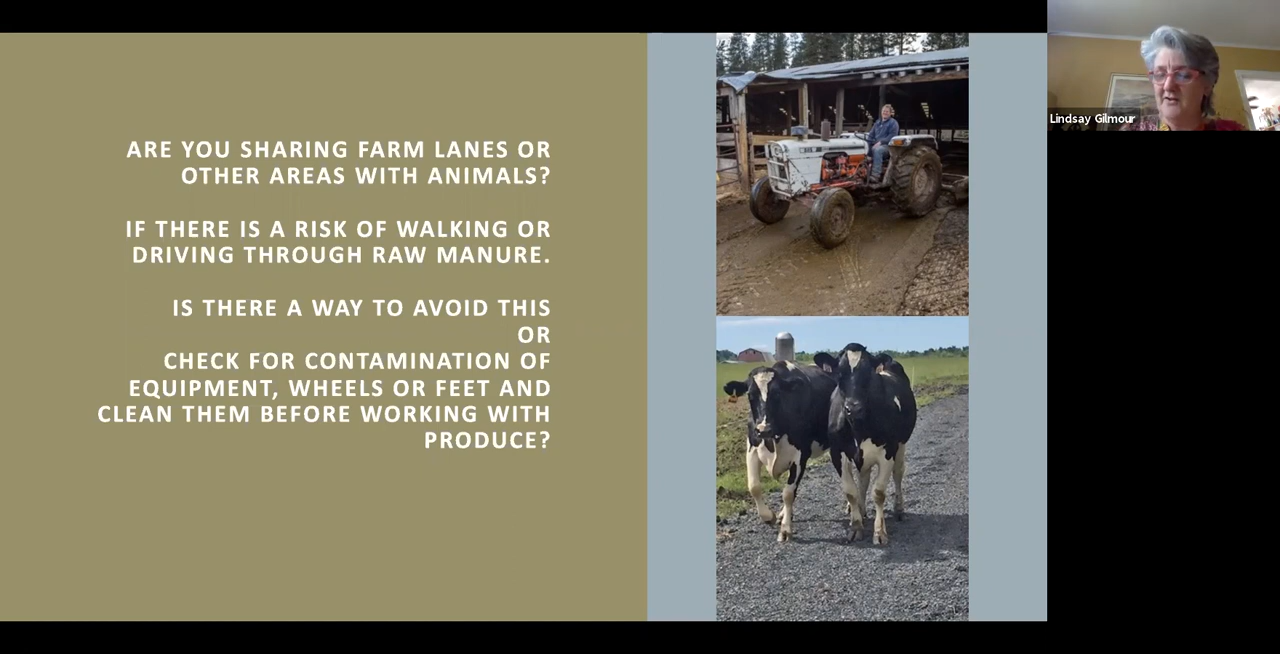 ARE YOU SHARING FARM LANES OR
OTHER AREAS WITH ANIMALS?
IF THERE IS A RISK OF WALKING OR
DRIVING THROUGH RAW MANURE.
IS THERE A WAY TO AVOID THIS
OR
CHECK FOR CONTAMINATION OF
EQUIPMENT, WHEELS OR FEET AND
CLEAN THEM BEFORE WORKING WITH
PRODUCE?
Lindsay Gilmour